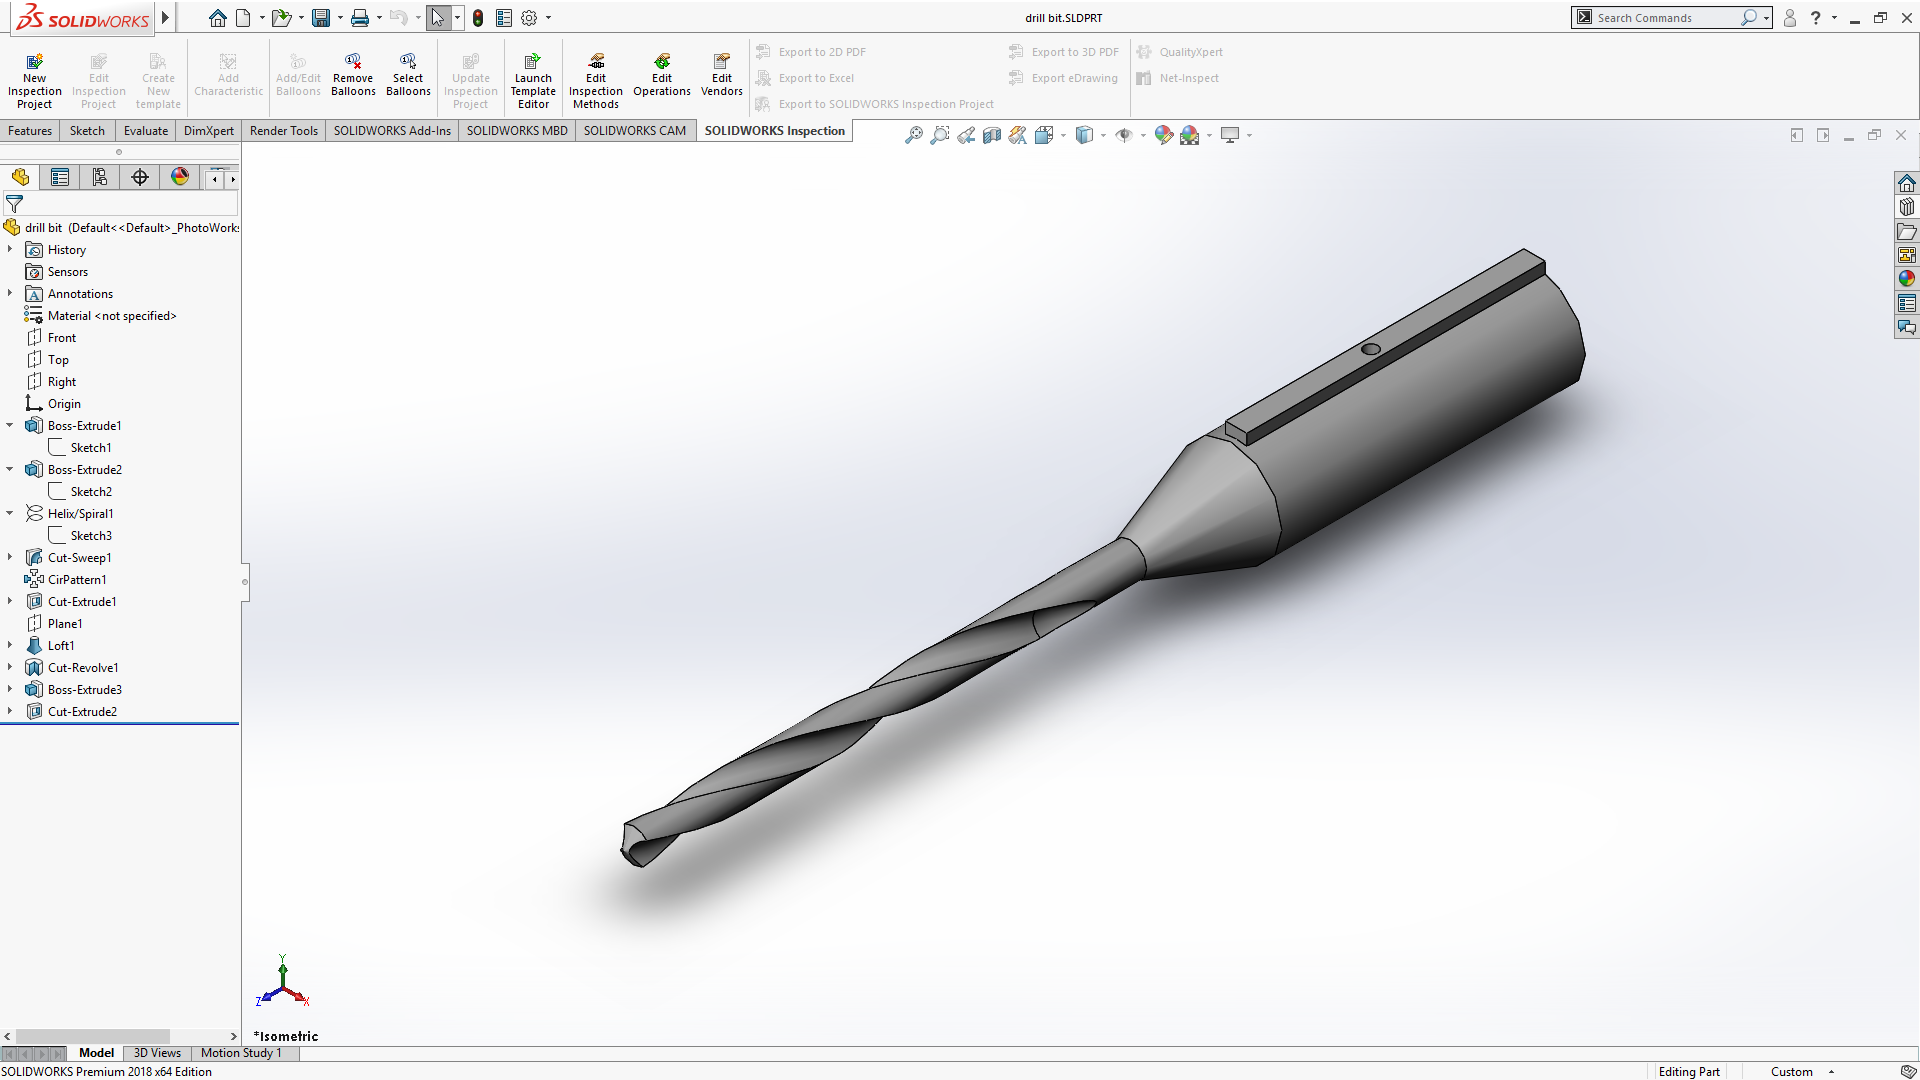 SOLIDWORKS
drill bit.SLDPRT
Search Commands
?
New Inspection Project
Edit Inspection Project
Create New template
Add Characteristic
Add/Edit Balloons
Remove Balloons
Select Balloons
Update Inspection Project
Launch Template Editor
Edit Inspection Methods
Edit Operations
Edit Vendors
Export to 2D PDF
Export to Excel
Export to SOLIDWORKS Inspection Project
Export to 3D PDF
Export eDrawing
QualityXpert
Net-Inspect
Features
Sketch
Evaluate
DimXpert
Render Tools
SOLIDWORKS Add-Ins
SOLIDWORKS MBD
SOLIDWORKS CAM
SOLIDWORKS Inspection
drill bit (Default<<Default>_PhotoWorks
History
Sensors
Annotations
Material <not specified>
Front
Top
Right
Origin
Boss-Extrude1
Sketch1
Boss-Extrude2
Sketch2
Helix/Spiral1
Sketch3
Cut-Sweep1
CirPattern1
Cut-Extrude1
Plane1
Loft1
Cut-Revolve1
Boss-Extrude3
Cut-Extrude2
Y
Z
X
*Isometric
Model
3D Views
Motion Study 1
SOLIDWORKS Premium 2018 x64 Edition
Editing Part
Custom